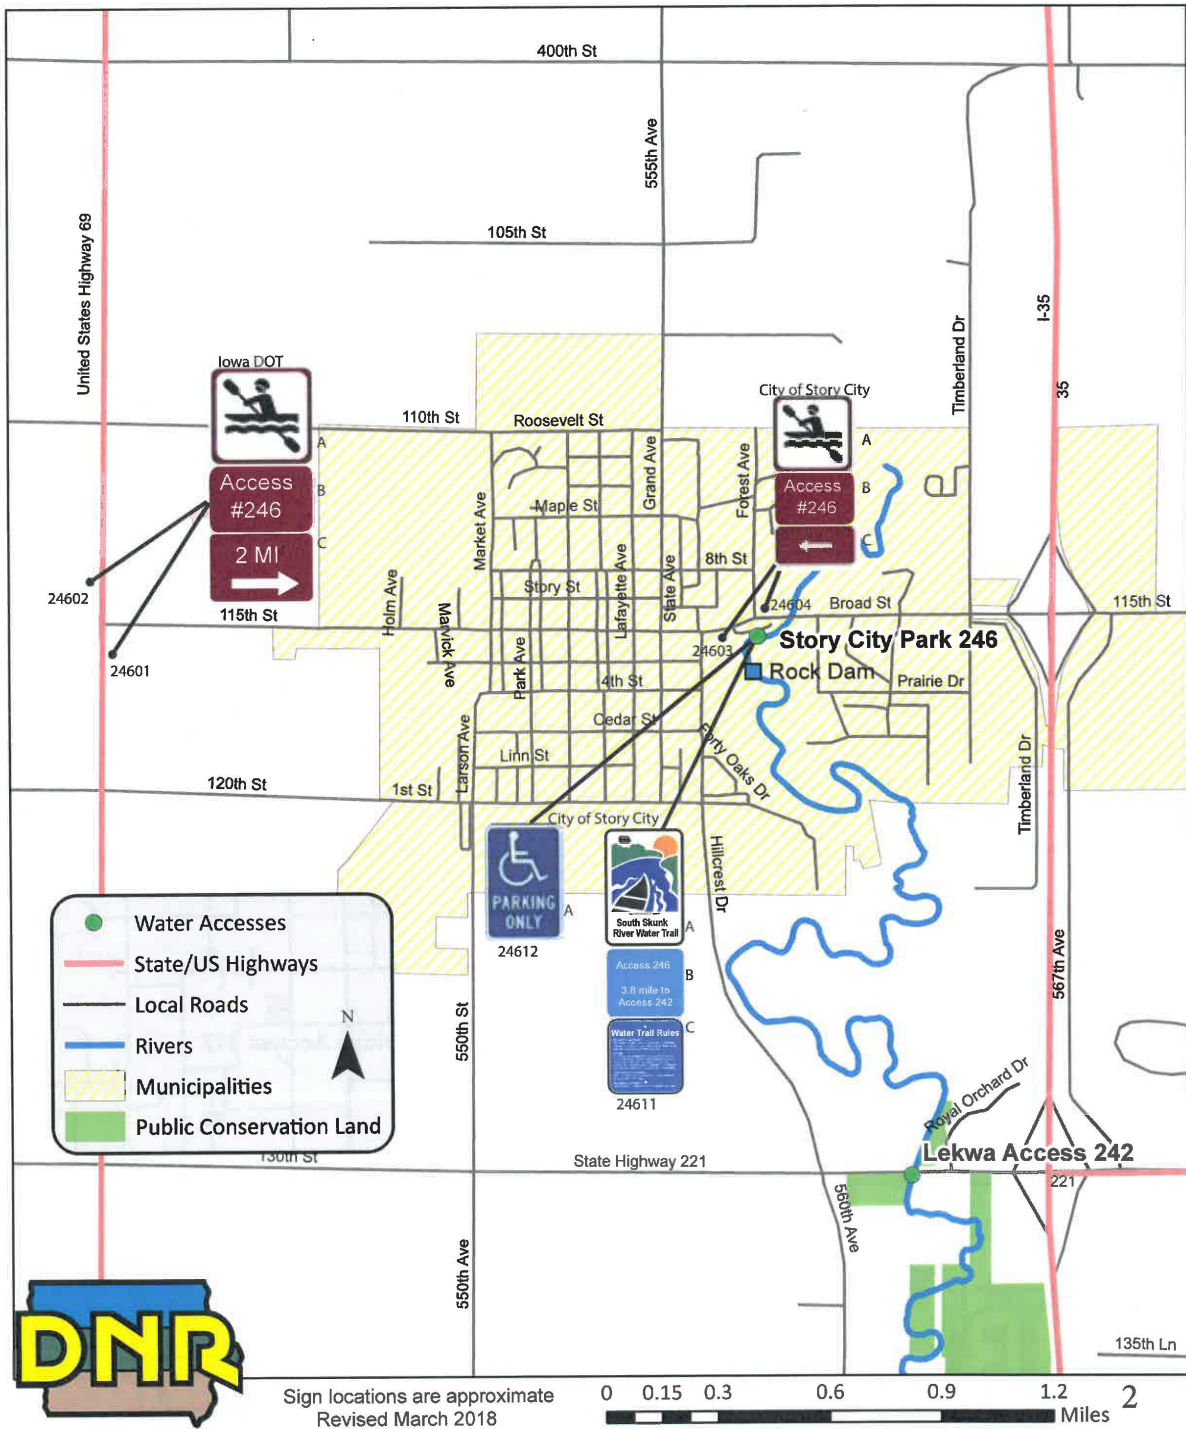 400th St
555th Ave
United States Highway 69
105th St
I-35
35
Timberland Dr
Iowa DOT
110th St
Roosevelt St
City of Story City
A
Access
#246
B
C
2 MI
A
Access
#246
B
C
Market Ave
Maple St
Grand Ave
Forest Ave
8th St
Story St
Lafayette Ave
State Ave
24602
24601
115th St
Holm Ave
Marvick Ave
Park Ave
24604
24603
Broad St
115th St
Story City Park 246
Rock Dam
4th St
Prairie Dr
Cedar St
Linn St
Forty Oaks Dr
Larson Ave
120th St
1st St
Timberland Dr
City of Story City
PARKING
ONLY
A
24612
South Skunk
River Water Trail
A
Access 246
3.8 mile to
Access 242
B
C
Water Trail Rules
24611
Hillcrest Dr
567th Ave
Water Accesses
State/US Highways
Local Roads
Rivers
Municipalities
Public Conservation Land
N
550th St
Royal Orchard Dr
Lekwa Access 242
130th St
State Highway 221
221
560th Ave
550th Ave
135th Ln
DNR
Sign locations are approximate
Revised March 2018
0 0.15 0.3 0.6 0.9 1.2
Miles
2